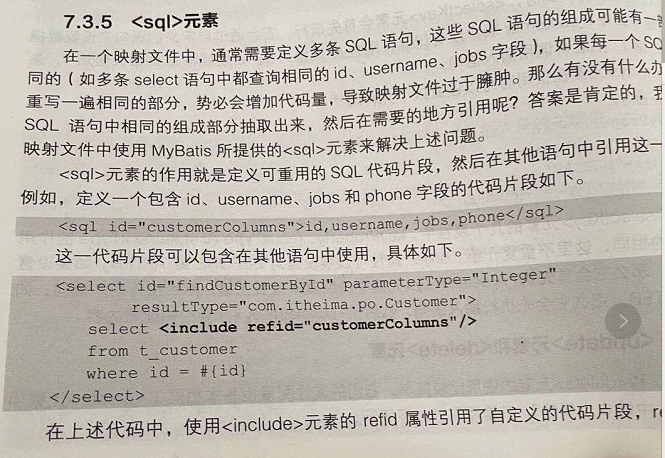 7.3.5 <sql>元素
在一个映射文件中，通常需要定义多条 SQL 语句，这些 SQL 语句的组成可能有一
同的（如多条 select 语句中都查询相同的 id、username、jobs 字段），如果每一个 SQ
重写一遍相同的部分，势必会增加代码量，导致映射文件过于臃肿。那么有没有什么办
SQL 语句中相同的组成部分抽取出来，然后在需要的地方引用呢？答案是肯定的，
映射文件中使用 MyBatis 所提供的<sql>元素来解决上述问题。
<sql>元素的作用就是定义可重用的 SQL 代码片段，然后在其他语句中引用这一
例如，定义一个包含 id、username、jobs 和 phone 字段的代码片段如下。
<sql id="customerColumns">id,username,jobs,phone</sql>
这一代码片段可以包含在其他语句中使用，具体如下。
<select id="findCustomerById" parameterType="Integer"
resultType="com.itheima.po.Customer">
select <include refid="customerColumns"/>
from t_customer
where id = #{id}
</select>
在上述代码中，使用<include>元素的 refid 属性引用了自定义的代码片段，re